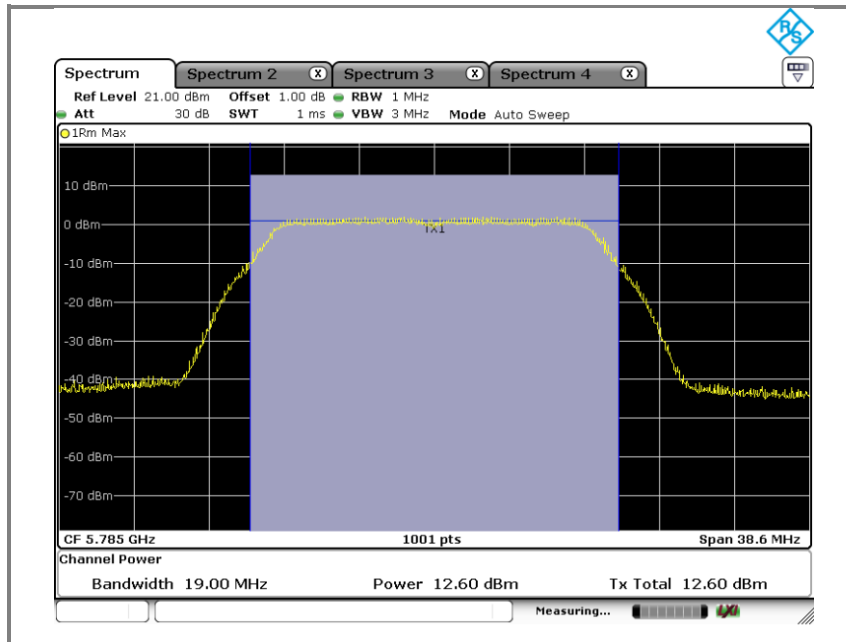 R&S
Spectrum Spectrum 2 X Spectrum 3 X Spectrum 4 X
Ref Level 21.00 dBm Offset 1.00 dB RBW 1 MHz
Att 30 dB SWT 1 ms VBW 3 MHz Mode Auto Sweep
1Rm Max
10 dBm
0 dBm
Tx1
-10 dBm
-20 dBm
-30 dBm
-40 dBm
-50 dBm
-60 dBm
-70 dBm
CF 5.785 GHz 1001 pts Span 38.6 MHz
Channel Power
Bandwidth 19.00 MHz Power 12.60 dBm Tx Total 12.60 dBm
Measuring... LXI